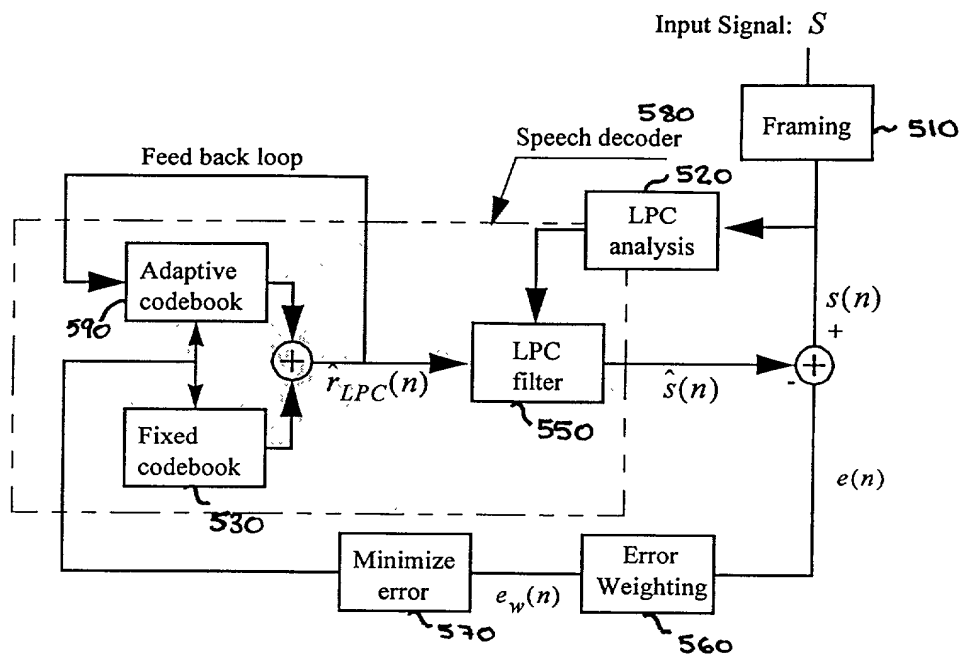 Input Signal: S
Framing
510
580
Speech decoder
Feed back loop
520
LPC
analysis
Adaptive
codebook
590
s(n)
+
+
r̂_{LPC}(n)
LPC
filter
550
ŝ(n)
-
+
Fixed
codebook
530
e(n)
Minimize
error
570
e_w(n)
Error
Weighting
560